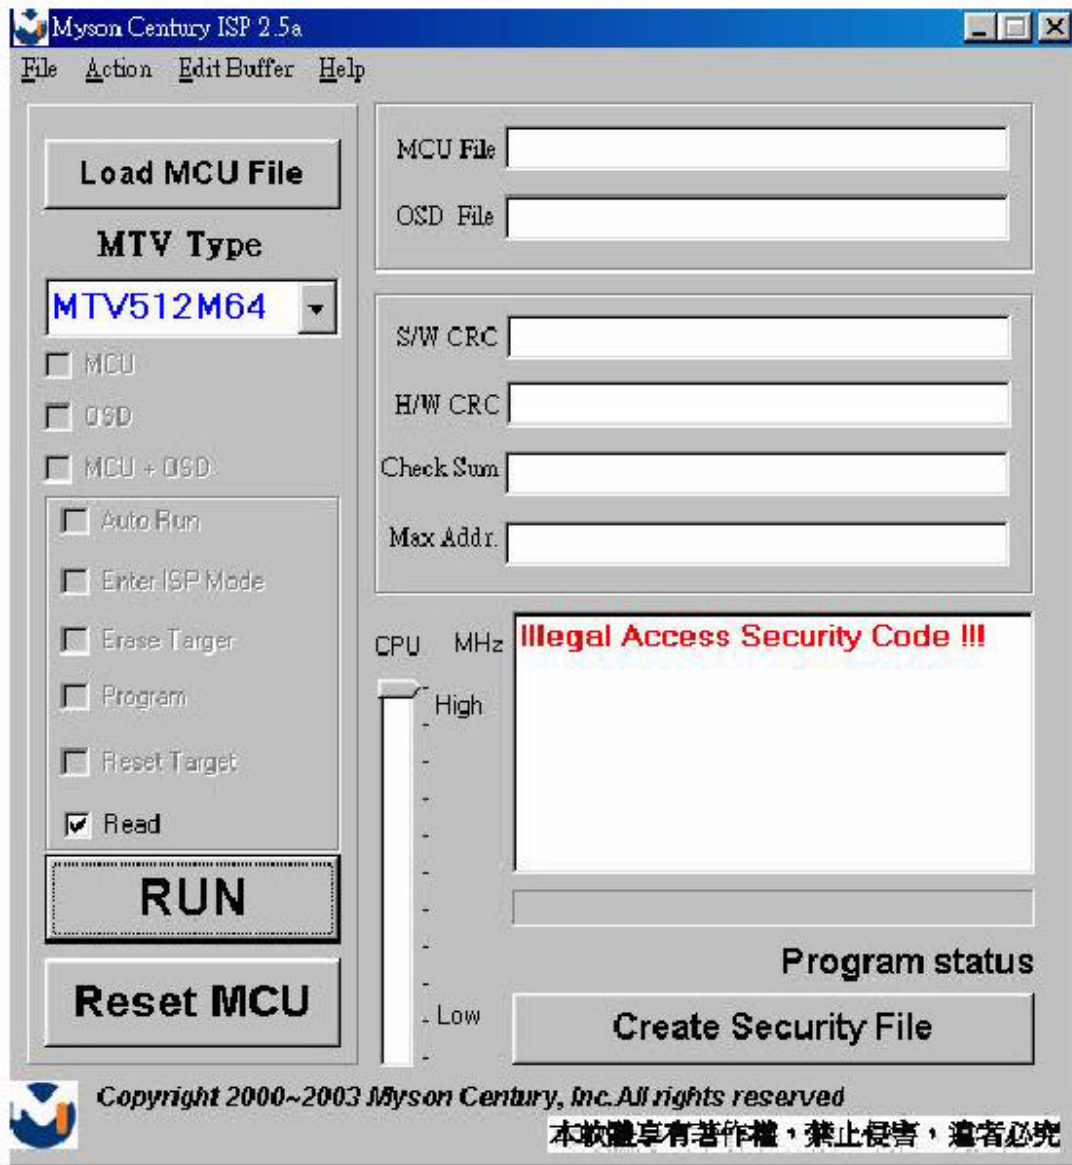 Myson Century ISP 2.5a
File Action Edit Buffer Help
Load MCU File
MTV Type
MTV512M64
MCU
OSD
MCU + OSD
Auto Run
Enter ISP Mode
Erase Targer
Program
Reset Target
Read
RUN
Reset MCU
MCU File
OSD File
S/W CRC
H/W CRC
Check Sum
Max Addr.
CPU MHz
High
Low
Illegal Access Security Code !!!
Program status
Create Security File
Copyright 2000~2003 Myson Century, Inc.All rights reserved
本軟體享有著作權，禁止侵害，違者必究